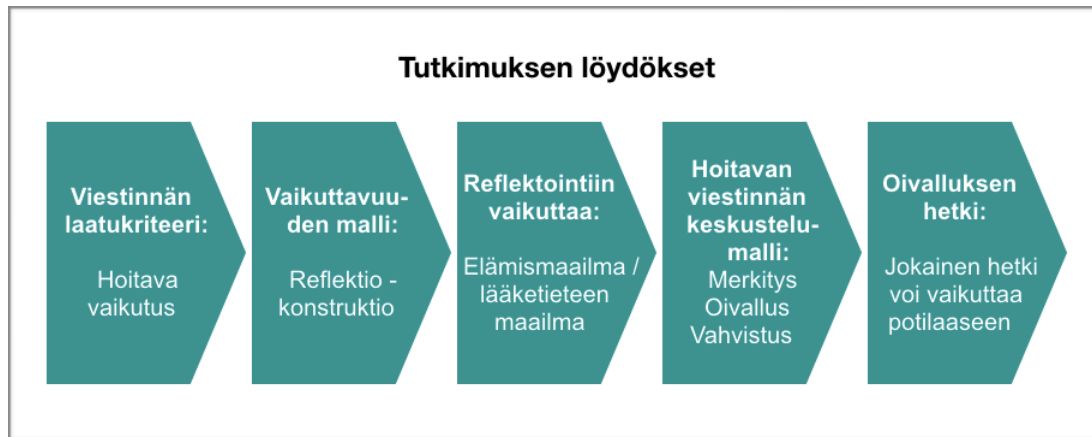 Tutkimuksen löydökset
Viestinnän
laatukriteeri:
Hoitava
vaikutus
Vaikuttavuu-
den malli:
Reflektio -
konstruktio
Reflektointiin
vaikuttaa:
Elämismaailma /
lääketieteen
maailma
Hoitavan
viestinnän
keskustelu-
malli:
Merkitys
Oivallus
Vahvistus
Oivalluksen
hetki:
Jokainen hetki
voi vaikuttaa
potilaaseen